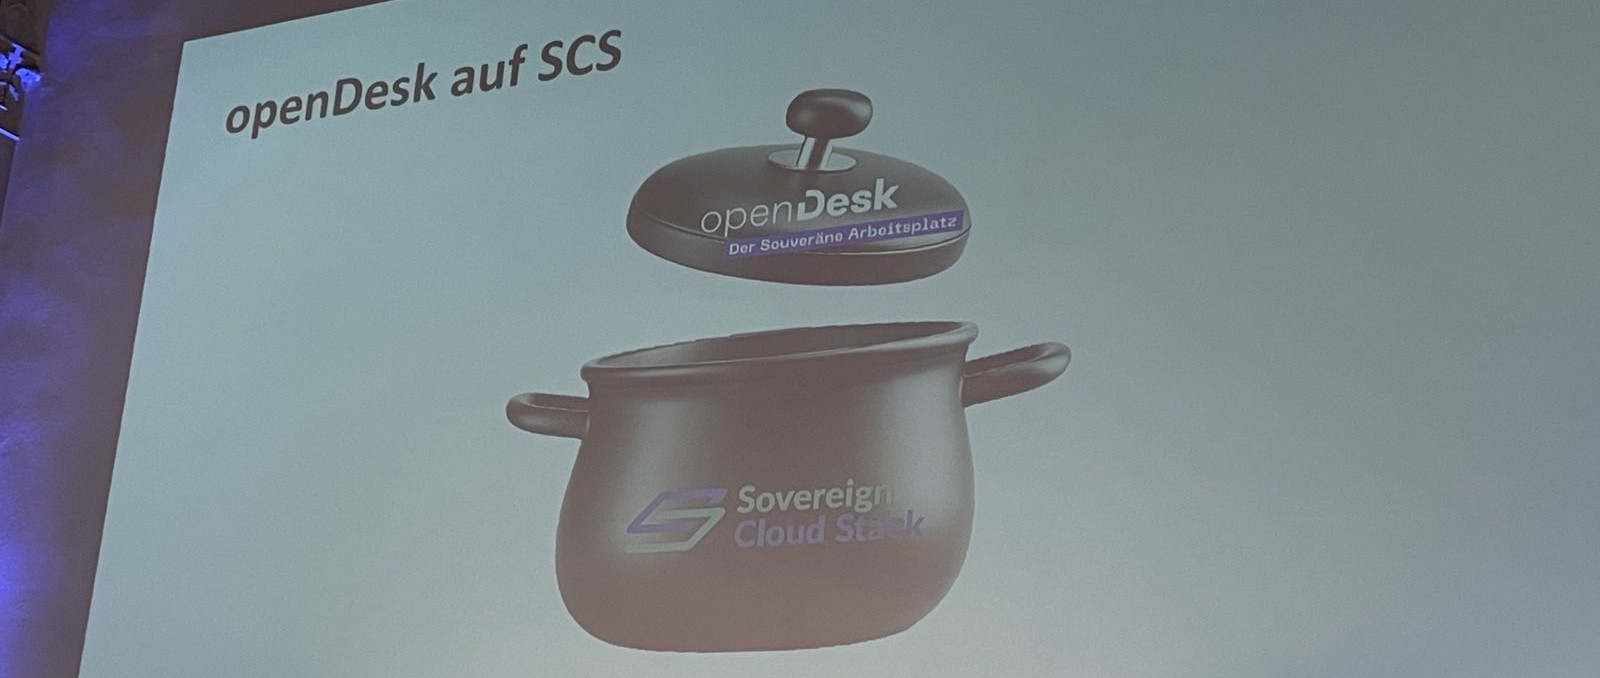 openDesk auf SCS
openDesk
Der Souveräne Arbeitsplatz
Sovereign
Cloud Stack